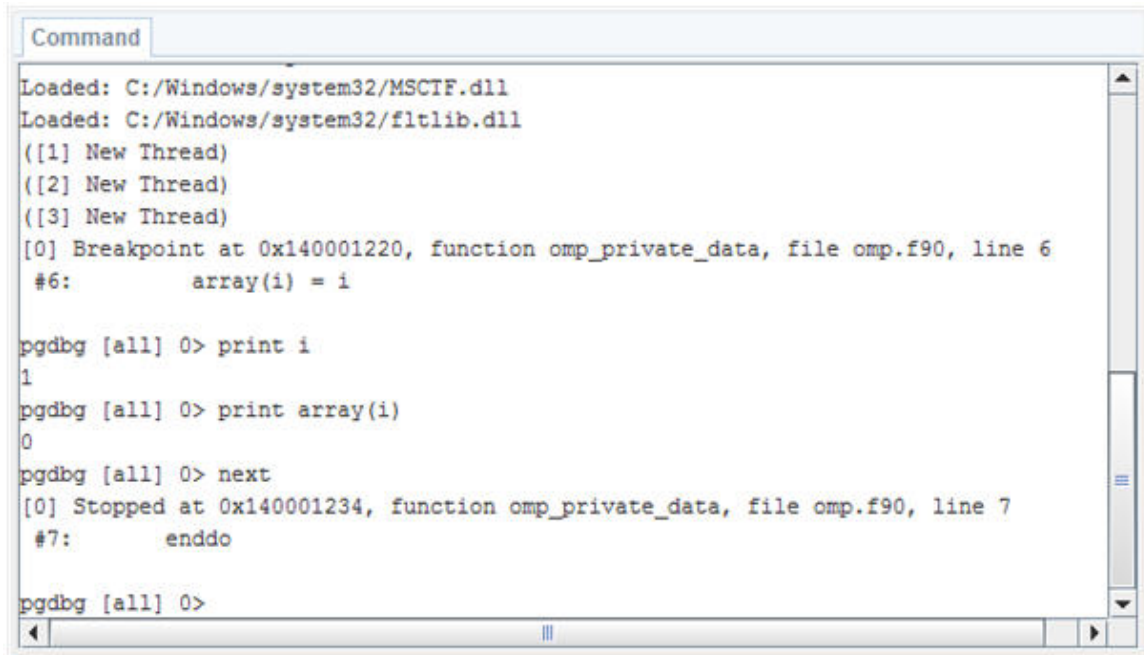 Command
Loaded: C:/Windows/system32/MSCTF.dll
Loaded: C:/Windows/system32/fltlib.dll
([1] New Thread)
([2] New Thread)
([3] New Thread)
[0] Breakpoint at 0x140001220, function omp_private_data, file omp.f90, line 6
#6:          array(i) = i
pgdbg [all] 0> print i
1
pgdbg [all] 0> print array(i)
0
pgdbg [all] 0> next
[0] Stopped at 0x140001234, function omp_private_data, file omp.f90, line 7
#7:        enddo
pgdbg [all] 0>